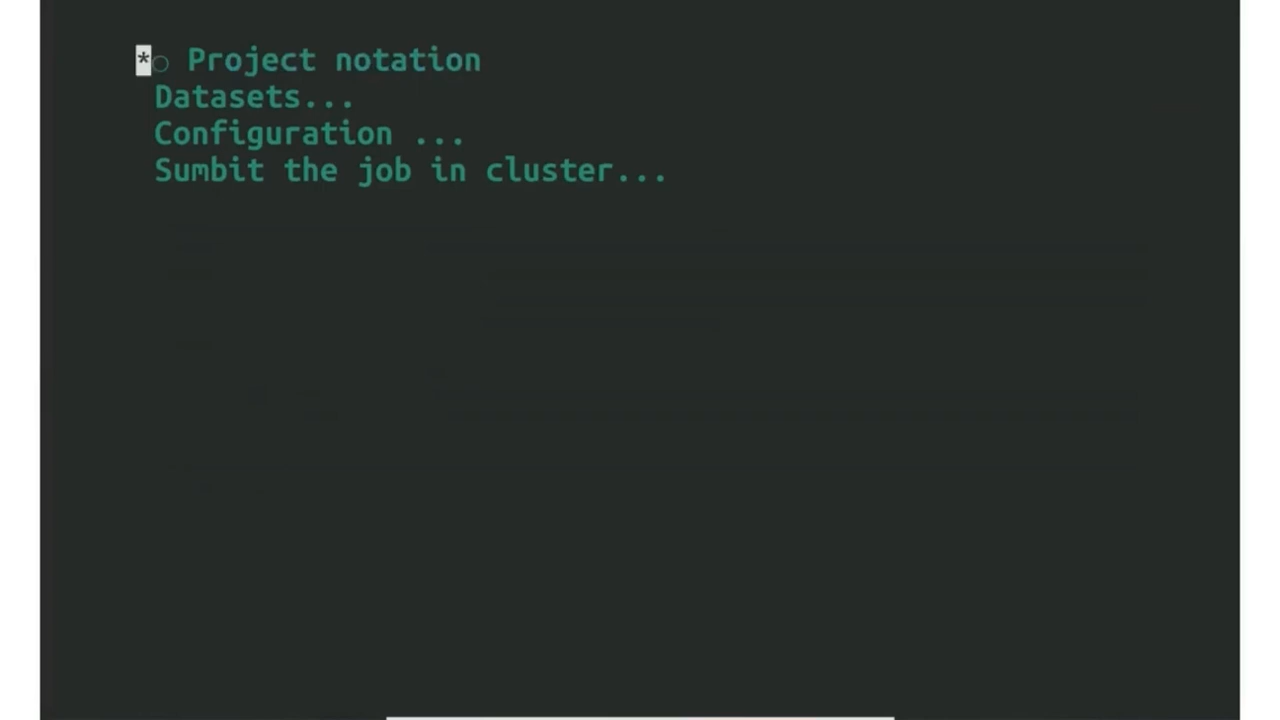 *○ Project notation
Datasets...
Configuration ...
Sumbit the job in cluster...